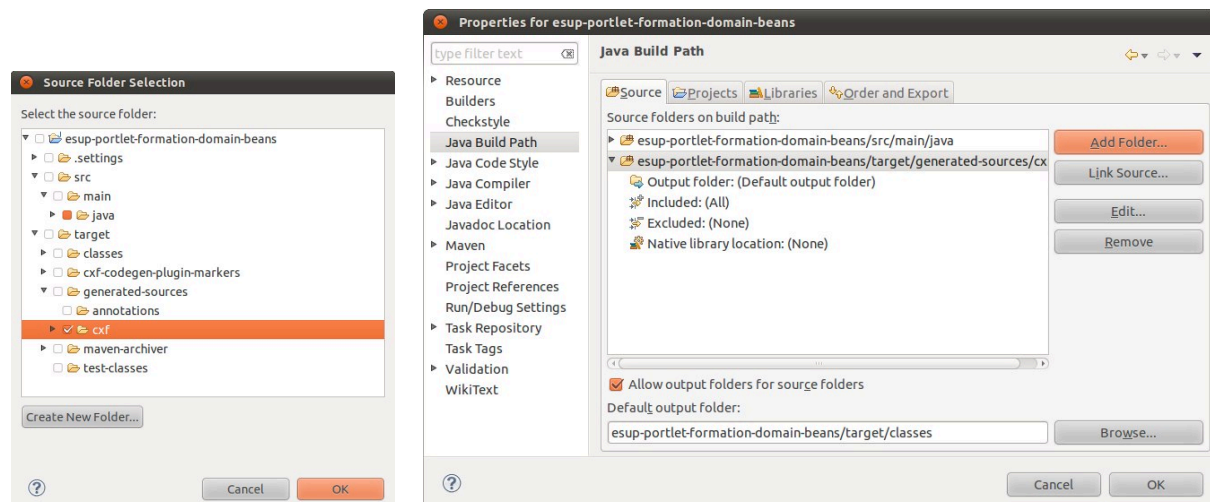 Source Folder Selection
Select the source folder:
esup-portlet-formation-domain-beans
.settings
src
main
java
target
classes
cxf-codegen-plugin-markers
generated-sources
annotations
cxf
maven-archiver
test-classes
Create New Folder...
Cancel
OK
Properties for esup-portlet-formation-domain-beans
type filter text
Resource
Builders
Checkstyle
Java Build Path
Java Code Style
Java Compiler
Java Editor
Javadoc Location
Maven
Project Facets
Project References
Run/Debug Settings
Task Repository
Task Tags
Validation
WikiText
Java Build Path
Source Projects Libraries Order and Export
Source folders on build path:
esup-portlet-formation-domain-beans/src/main/java
esup-portlet-formation-domain-beans/target/generated-sources/cx
Output folder: (Default output folder)
Included: (All)
Excluded: (None)
Native library location: (None)
Add Folder...
Link Source...
Edit...
Remove
Allow output folders for source folders
Default output folder:
esup-portlet-formation-domain-beans/target/classes
Browse...
Cancel
OK